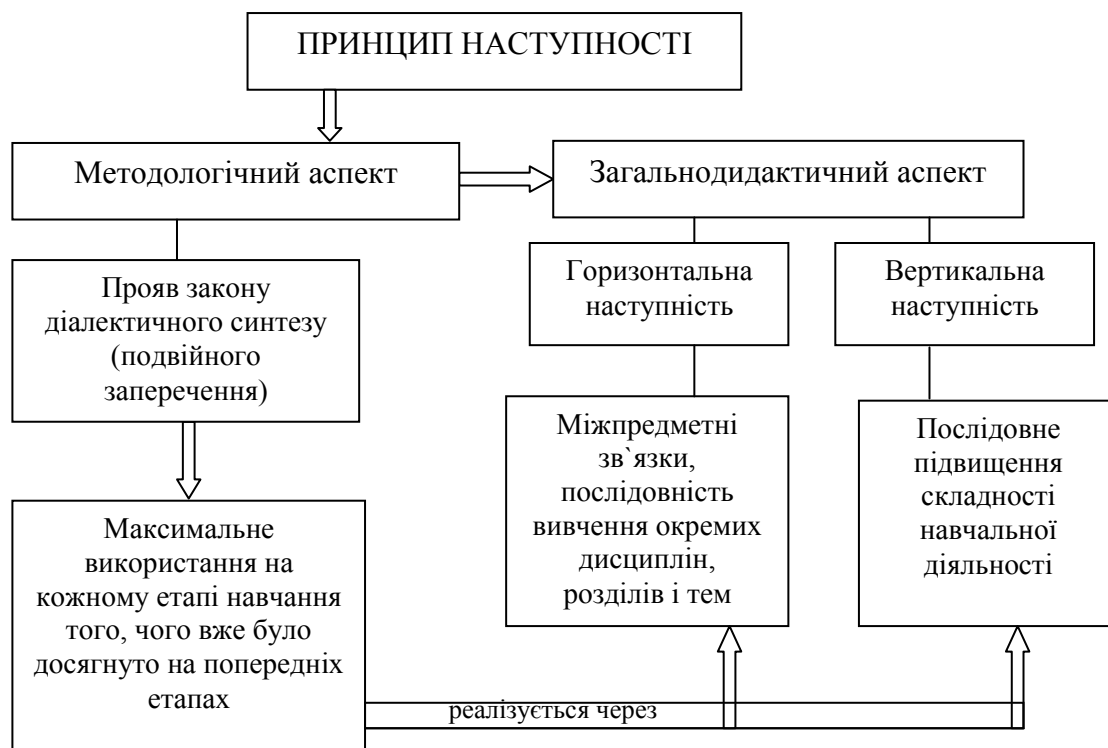 ПРИНЦИП НАСТУПНОСТІ
Методологічний аспект
Загальнодидактичний аспект
Прояв закону
діалектичного синтезу
(подвійного
заперечення)
Горизонтальна
наступність
Вертикальна
наступність
Максимальне
використання на
кожному етапі навчання
того, чого вже було
досягнуто на попередніх
етапах
Міжпредметні
зв`язки,
послідовність
вивчення окремих
дисциплін,
розділів і тем
Послідовне
підвищення
складності
навчальної
діяльності
реалізується через